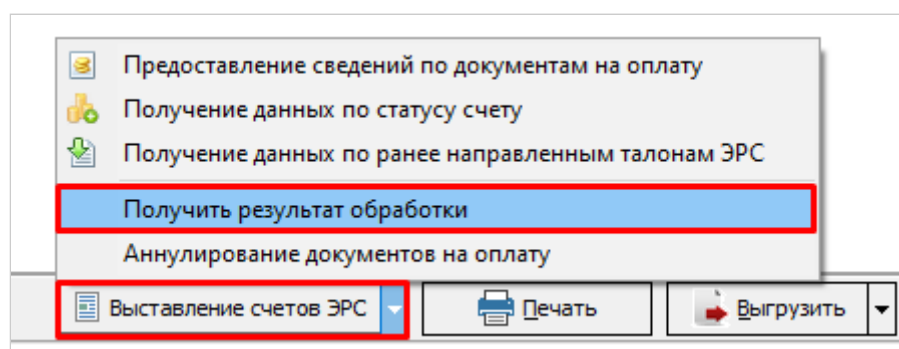 Предоставление сведений по документам на оплату
Получение данных по статусу счету
Получение данных по ранее направленным талонам ЭРС
Получить результат обработки
Аннулирование документов на оплату
Выставление счетов ЭРС
Печать
Выгрузить